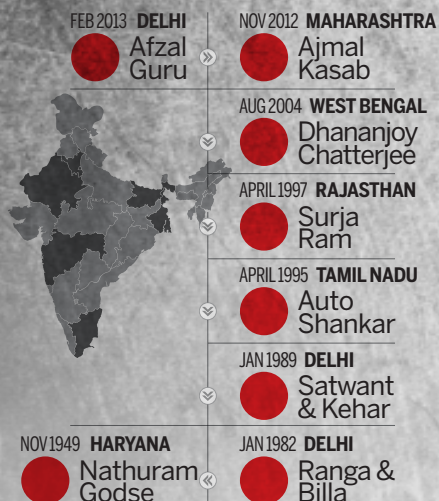 FEB 2013 DELHI
Afzal
Guru
NOV 2012 MAHARASHTRA
Ajmal
Kasab
AUG 2004 WEST BENGAL
Dhananjoy
Chatterjee
APRIL 1997 RAJASTHAN
Surja
Ram
APRIL 1995 TAMIL NADU
Auto
Shankar
JAN 1989 DELHI
Satwant
& Kehar
JAN 1982 DELHI
Ranga &
Billa
NOV 1949 HARYANA
Nathuram
Godse